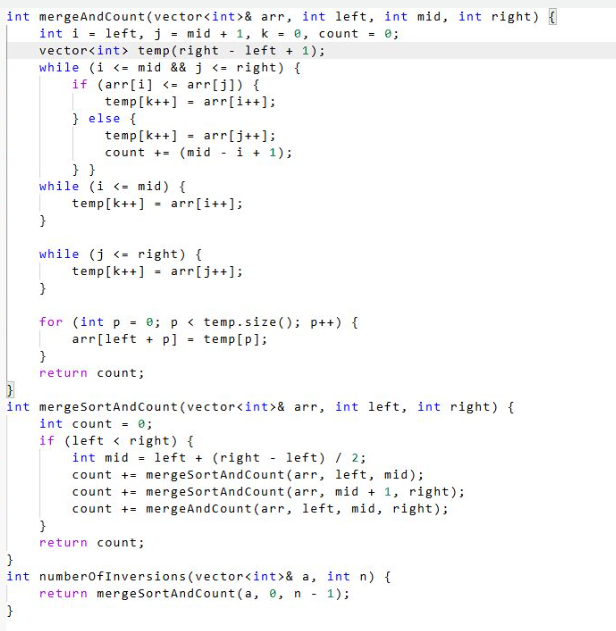 int mergeAndCount(vector<int>& arr, int left, int mid, int right) {
    int i = left, j = mid + 1, k = 0, count = 0;
    vector<int> temp(right - left + 1);
    while (i <= mid && j <= right) {
        if (arr[i] <= arr[j]) {
            temp[k++] = arr[i++];
        } else {
            temp[k++] = arr[j++];
            count += (mid - i + 1);
        } }
    while (i <= mid) {
        temp[k++] = arr[i++];
    }

    while (j <= right) {
        temp[k++] = arr[j++];
    }

    for (int p = 0; p < temp.size(); p++) {
        arr[left + p] = temp[p];
    }
    return count;
}
int mergeSortAndCount(vector<int>& arr, int left, int right) {
    int count = 0;
    if (left < right) {
        int mid = left + (right - left) / 2;
        count += mergeSortAndCount(arr, left, mid);
        count += mergeSortAndCount(arr, mid + 1, right);
        count += mergeAndCount(arr, left, mid, right);
    }
    return count;
}
int numberOfInversions(vector<int>& a, int n) {
    return mergeSortAndCount(a, 0, n - 1);
}